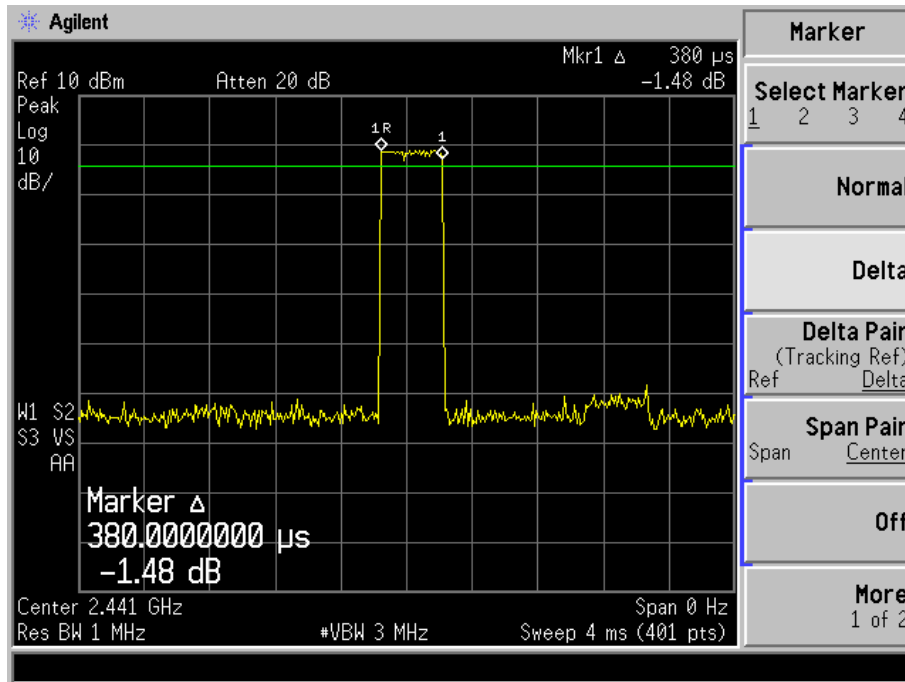 Agilent
Mkr1 Δ 380 µs
Ref 10 dBm Atten 20 dB -1.48 dB
Peak
Log
10
dB/
1R
1
W1 S2
S3 VS
AA
Marker Δ
380.0000000 µs
-1.48 dB
Center 2.441 GHz Span 0 Hz
Res BW 1 MHz #VBW 3 MHz Sweep 4 ms (401 pts)
Marker
Select Marker
1 2 3 4
Normal
Delta
Delta Pair
(Tracking Ref)
Ref Delta
Span Pair
Span Center
Off
More
1 of 2